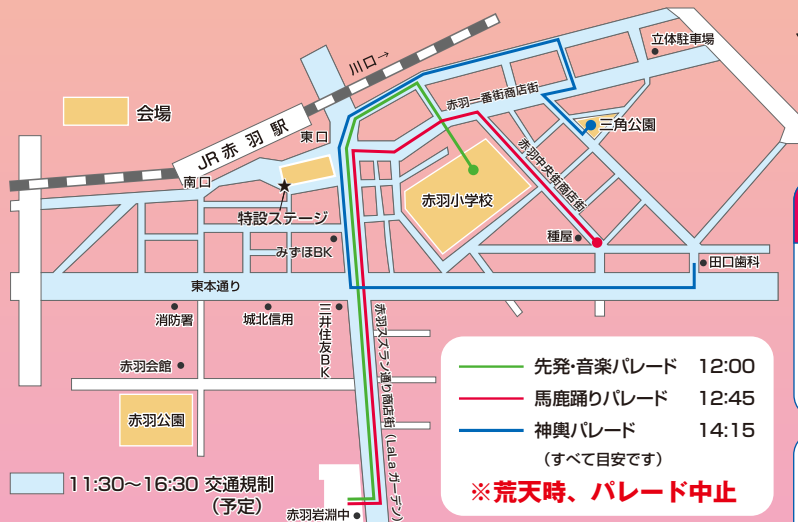 立体駐車場
川口→
赤羽一番街商店街
会場
JR赤羽駅
東口
三角公園
南口
赤羽中央街商店街
赤羽小学校
特設ステージ
種屋
みずほBK
田口歯科
東本通り
消防署
城北信用
三井住友BK
赤羽スズラン通り商店街(LaLaガーデン)
赤羽会館
赤羽公園
先発・音楽パレード 12:00
馬鹿踊りパレード 12:45
神輿パレード 14:15
(すべて目安です)
※荒天時、パレード中止
11:30〜16:30 交通規制
(予定)
赤羽岩淵中